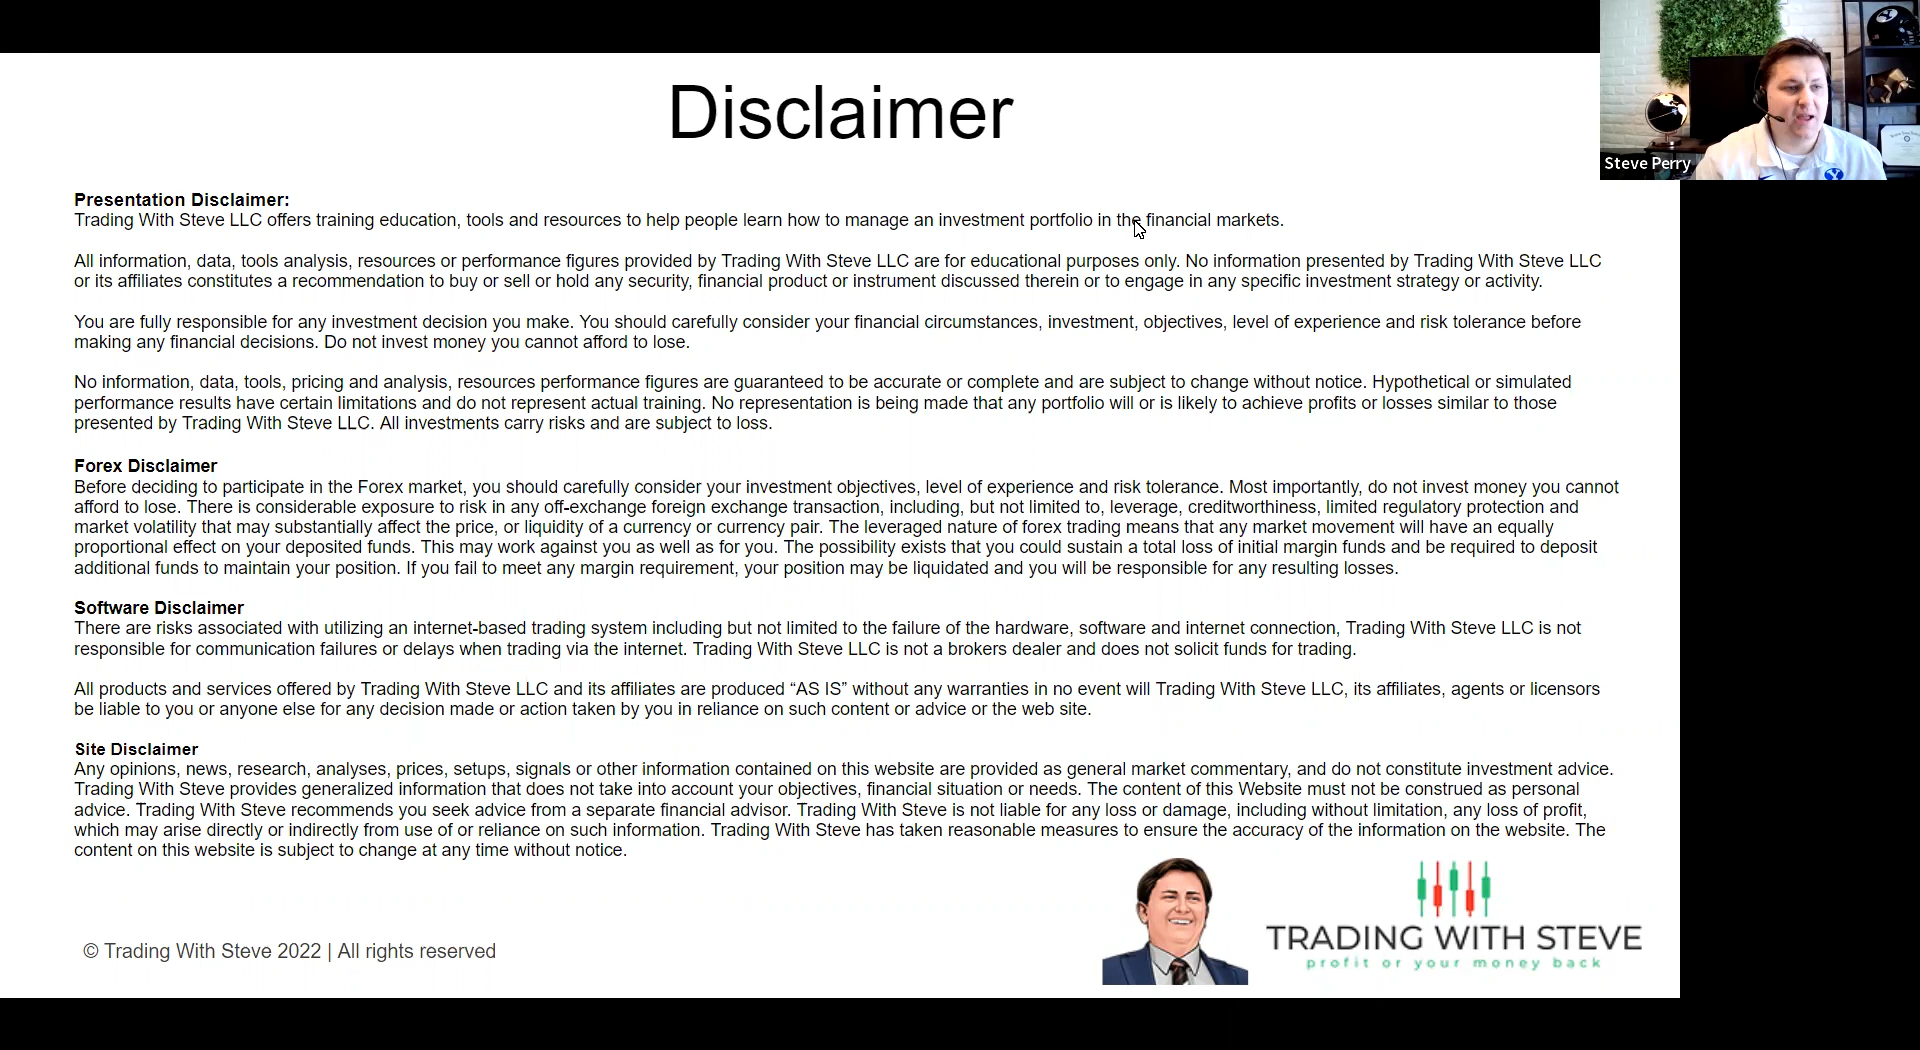 Disclaimer
Steve Perry
Presentation Disclaimer:
Trading With Steve LLC offers training education, tools and resources to help people learn how to manage an investment portfolio in the financial markets.
All information, data, tools analysis, resources or performance figures provided by Trading With Steve LLC are for educational purposes only. No information presented by Trading With Steve LLC
or its affiliates constitutes a recommendation to buy or sell or hold any security, financial product or instrument discussed therein or to engage in any specific investment strategy or activity.
You are fully responsible for any investment decision you make. You should carefully consider your financial circumstances, investment, objectives, level of experience and risk tolerance before
making any financial decisions. Do not invest money you cannot afford to lose.
No information, data, tools, pricing and analysis, resources performance figures are guaranteed to be accurate or complete and are subject to change without notice. Hypothetical or simulated
performance results have certain limitations and do not represent actual training. No representation is being made that any portfolio will or is likely to achieve profits or losses similar to those
presented by Trading With Steve LLC. All investments carry risks and are subject to loss.
Forex Disclaimer
Before deciding to participate in the Forex market, you should carefully consider your investment objectives, level of experience and risk tolerance. Most importantly, do not invest money you cannot
afford to lose. There is considerable exposure to risk in any off-exchange foreign exchange transaction, including, but not limited to, leverage, creditworthiness, limited regulatory protection and
market volatility that may substantially affect the price, or liquidity of a currency or currency pair. The leveraged nature of forex trading means that any market movement will have an equally
proportional effect on your deposited funds. This may work against you as well as for you. The possibility exists that you could sustain a total loss of initial margin funds and be required to deposit
additional funds to maintain your position. If you fail to meet any margin requirement, your position may be liquidated and you will be responsible for any resulting losses.
Software Disclaimer
There are risks associated with utilizing an internet-based trading system including but not limited to the failure of the hardware, software and internet connection, Trading With Steve LLC is not
responsible for communication failures or delays when trading via the internet. Trading With Steve LLC is not a brokers dealer and does not solicit funds for trading.
All products and services offered by Trading With Steve LLC and its affiliates are produced “AS IS” without any warranties in no event will Trading With Steve LLC, its affiliates, agents or licensors
be liable to you or anyone else for any decision made or action taken by you in reliance on such content or advice or the web site.
Site Disclaimer
Any opinions, news, research, analyses, prices, setups, signals or other information contained on this website are provided as general market commentary, and do not constitute investment advice.
Trading With Steve provides generalized information that does not take into account your objectives, financial situation or needs. The content of this Website must not be construed as personal
advice. Trading With Steve recommends you seek advice from a separate financial advisor. Trading With Steve is not liable for any loss or damage, including without limitation, any loss of profit,
which may arise directly or indirectly from use of or reliance on such information. Trading With Steve has taken reasonable measures to ensure the accuracy of the information on the website. The
content on this website is subject to change at any time without notice.
© Trading With Steve 2022 | All rights reserved
TRADING WITH STEVE
profit or your money back